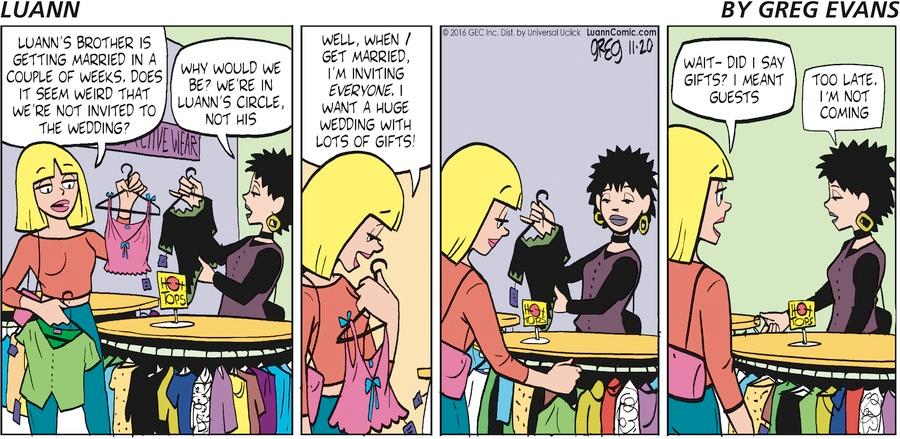 LUANN
BY GREG EVANS
LUANN'S BROTHER IS
GETTING MARRIED IN A
COUPLE OF WEEKS. DOES
IT SEEM WEIRD THAT
WE'RE NOT INVITED TO
THE WEDDING?
WHY WOULD WE
BE? WE'RE IN
LUANN'S CIRCLE,
NOT HIS
WEAR
HOT
TOPS
WELL, WHEN I
GET MARRIED,
I'M INVITING
EVERYONE. I
WANT A HUGE
WEDDING WITH
LOTS OF GIFTS!
© 2016 GEC Inc. Dist. by Universal Uclick LuannComic.com
GREG 11·20
HOT
TOPS
WAIT– DID I SAY
GIFTS? I MEANT
GUESTS
TOO LATE.
I'M NOT
COMING
HOT
TOPS